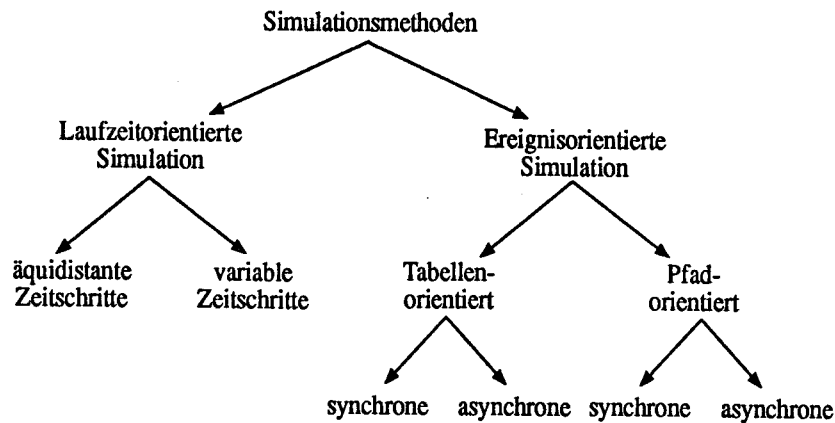 Simulationsmethoden
Laufzeitorientierte
Simulation
Ereignisorientierte
Simulation
äquidistante
Zeitschritte
variable
Zeitschritte
Tabellen-
orientiert
Pfad-
orientiert
synchrone
asynchrone
synchrone
asynchrone